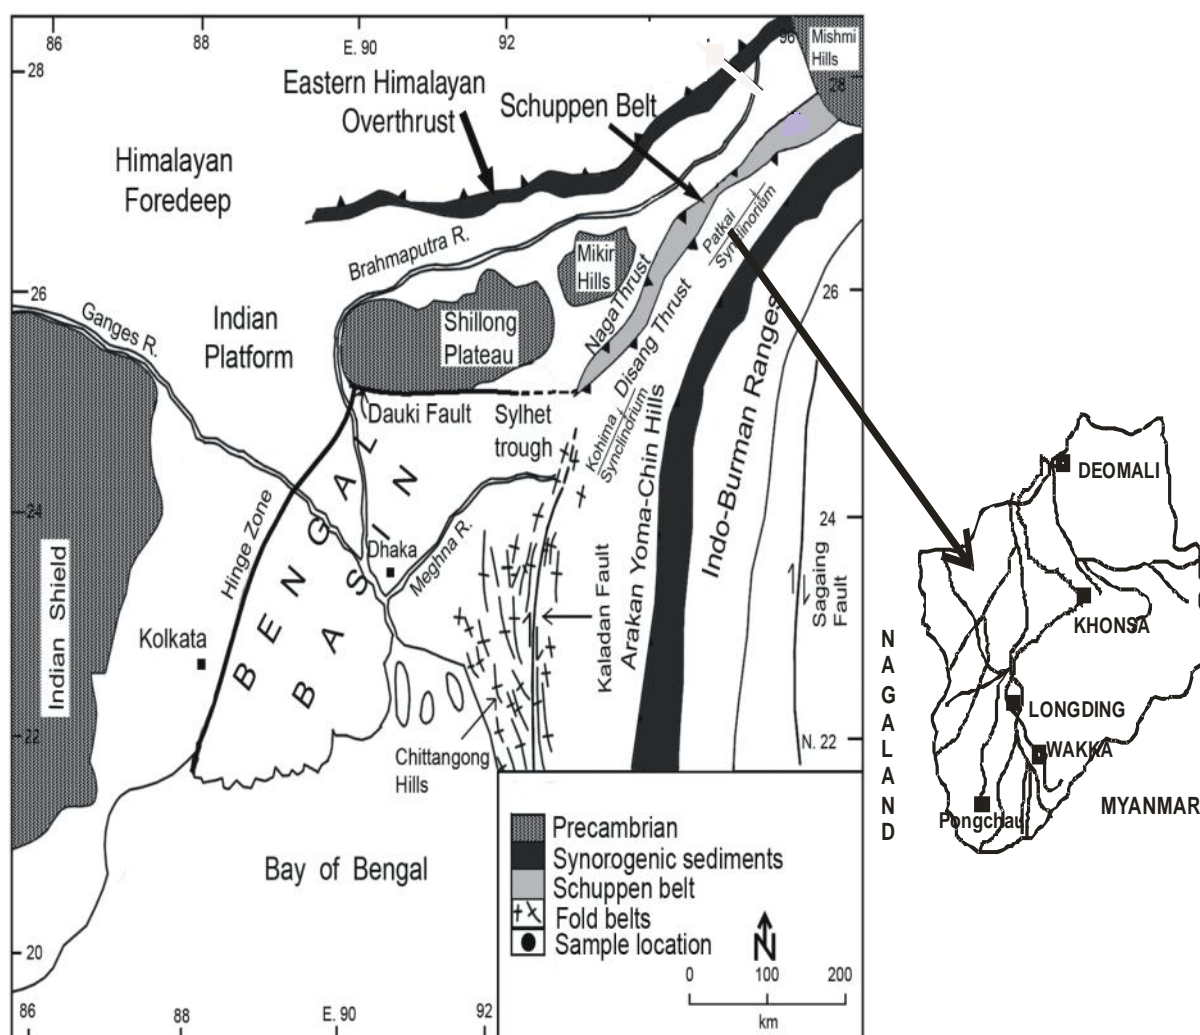 86
88
E. 90
92
96
Mishmi
Hills
28
28
Eastern Himalayan
Overthrust
Schuppen Belt
Himalayan
Foredeep
Brahmaputra R.
Mikir
Hills
Patkai
Synclinorium
26
26
Ganges R.
Indian
Platform
Shillong
Plateau
Naga Thrust
Disang Thrust
Dauki Fault
Sylhet
trough
Kohima
Synclindrium
Arakan Yoma-Chin Hills
Indo-Burman Ranges
24
24
Hinge Zone
BENGAL
BASIN
Dhaka
Meghna R.
Kaladan Fault
Sagaing
Fault
Indian Shield
Kolkata
22
N. 22
Chittangong
Hills
Bay of Bengal
20
86
88
E. 90
92
Precambrian
Synorogenic sediments
Schuppen belt
Fold belts
Sample location
N
0 100 200
km
DEOMALI
KHONSA
NAGALAND
LONGDING
WAKKA
Pongchau
MYANMAR